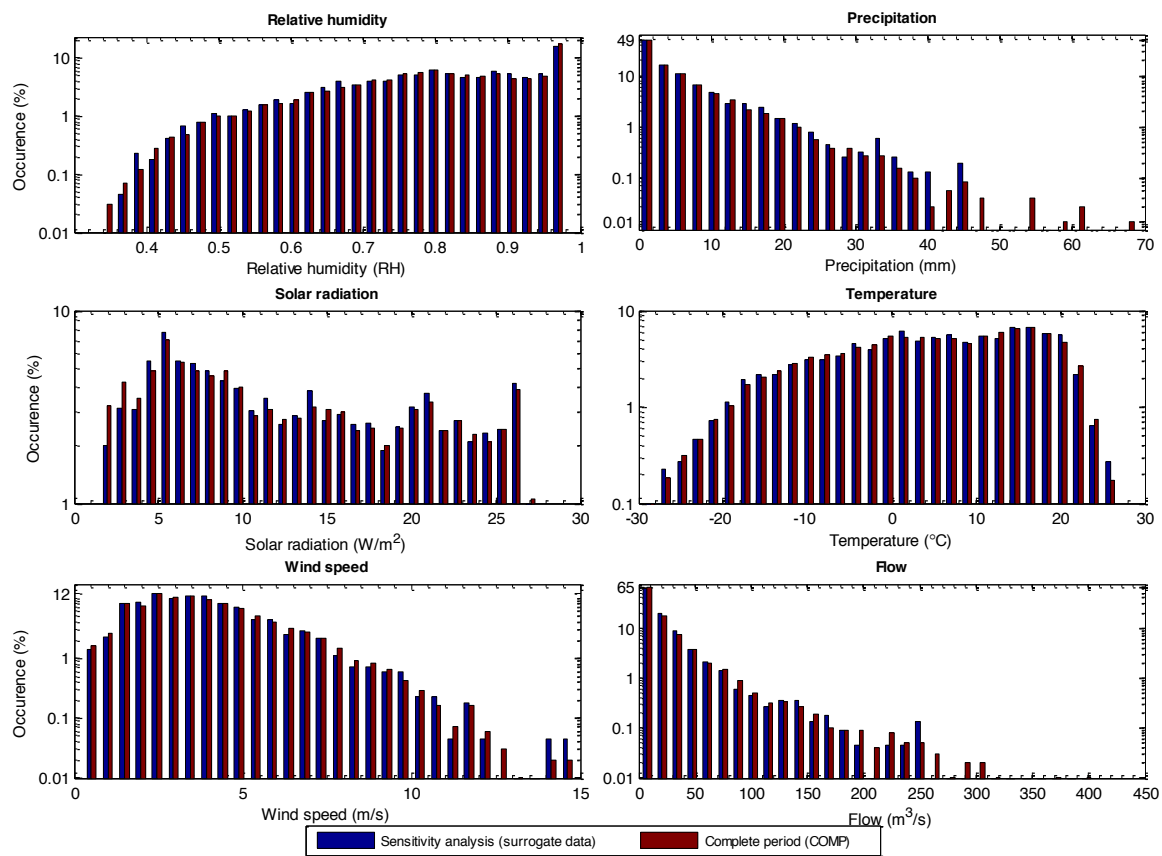 Relative humidity
Occurence (%)
10
1
0.1
0.01
0.4 0.5 0.6 0.7 0.8 0.9 1
Relative humidity (RH)
Precipitation
49
10
1
0.1
0.01
0 10 20 30 40 50 60 70
Precipitation (mm)
Solar radiation
Occurence (%)
10
1
0 5 10 15 20 25 30
Solar radiation (W/m²)
Temperature
10
1
0.1
-30 -20 -10 0 10 20 30
Temperature (°C)
Wind speed
Occurence (%)
12
1
0.1
0.01
0 5 10 15
Wind speed (m/s)
Flow
65
10
1
0.1
0.01
0 50 100 150 200 250 300 350 400 450
Flow (m³/s)
Sensitivity analysis (surrogate data) Complete period (COMP)